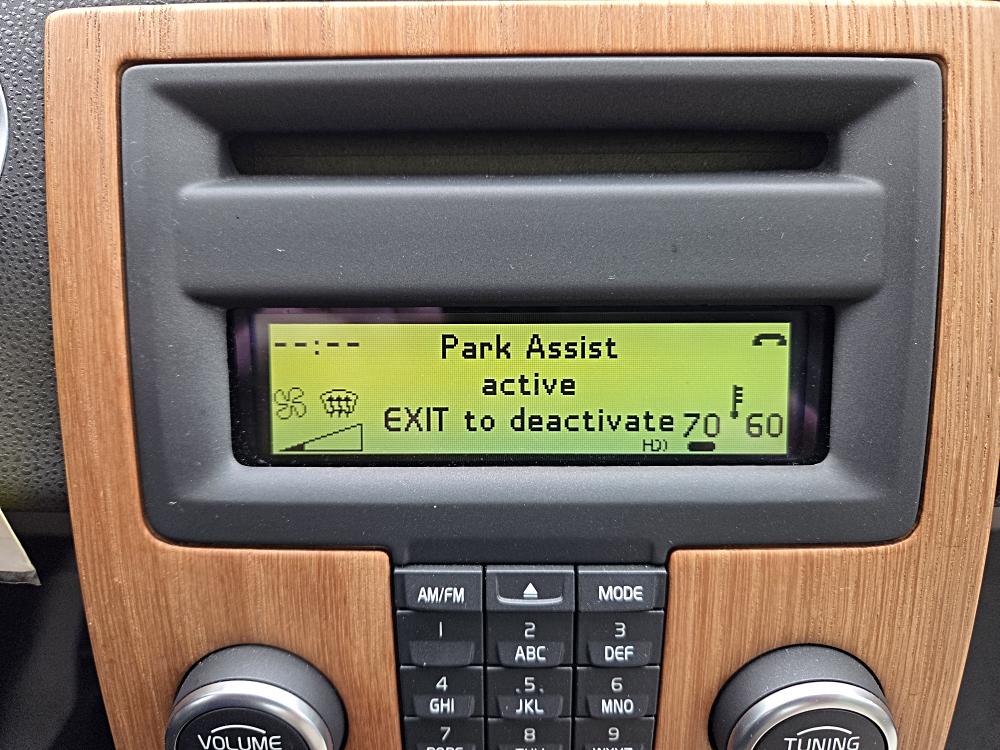 --:--
Park Assist
active
EXIT to deactivate
70 60
HD))
AM/FM MODE
1 2 3
ABC DEF
4 5 6
GHI JKL MNO
7 8 9
VOLUME TUNING